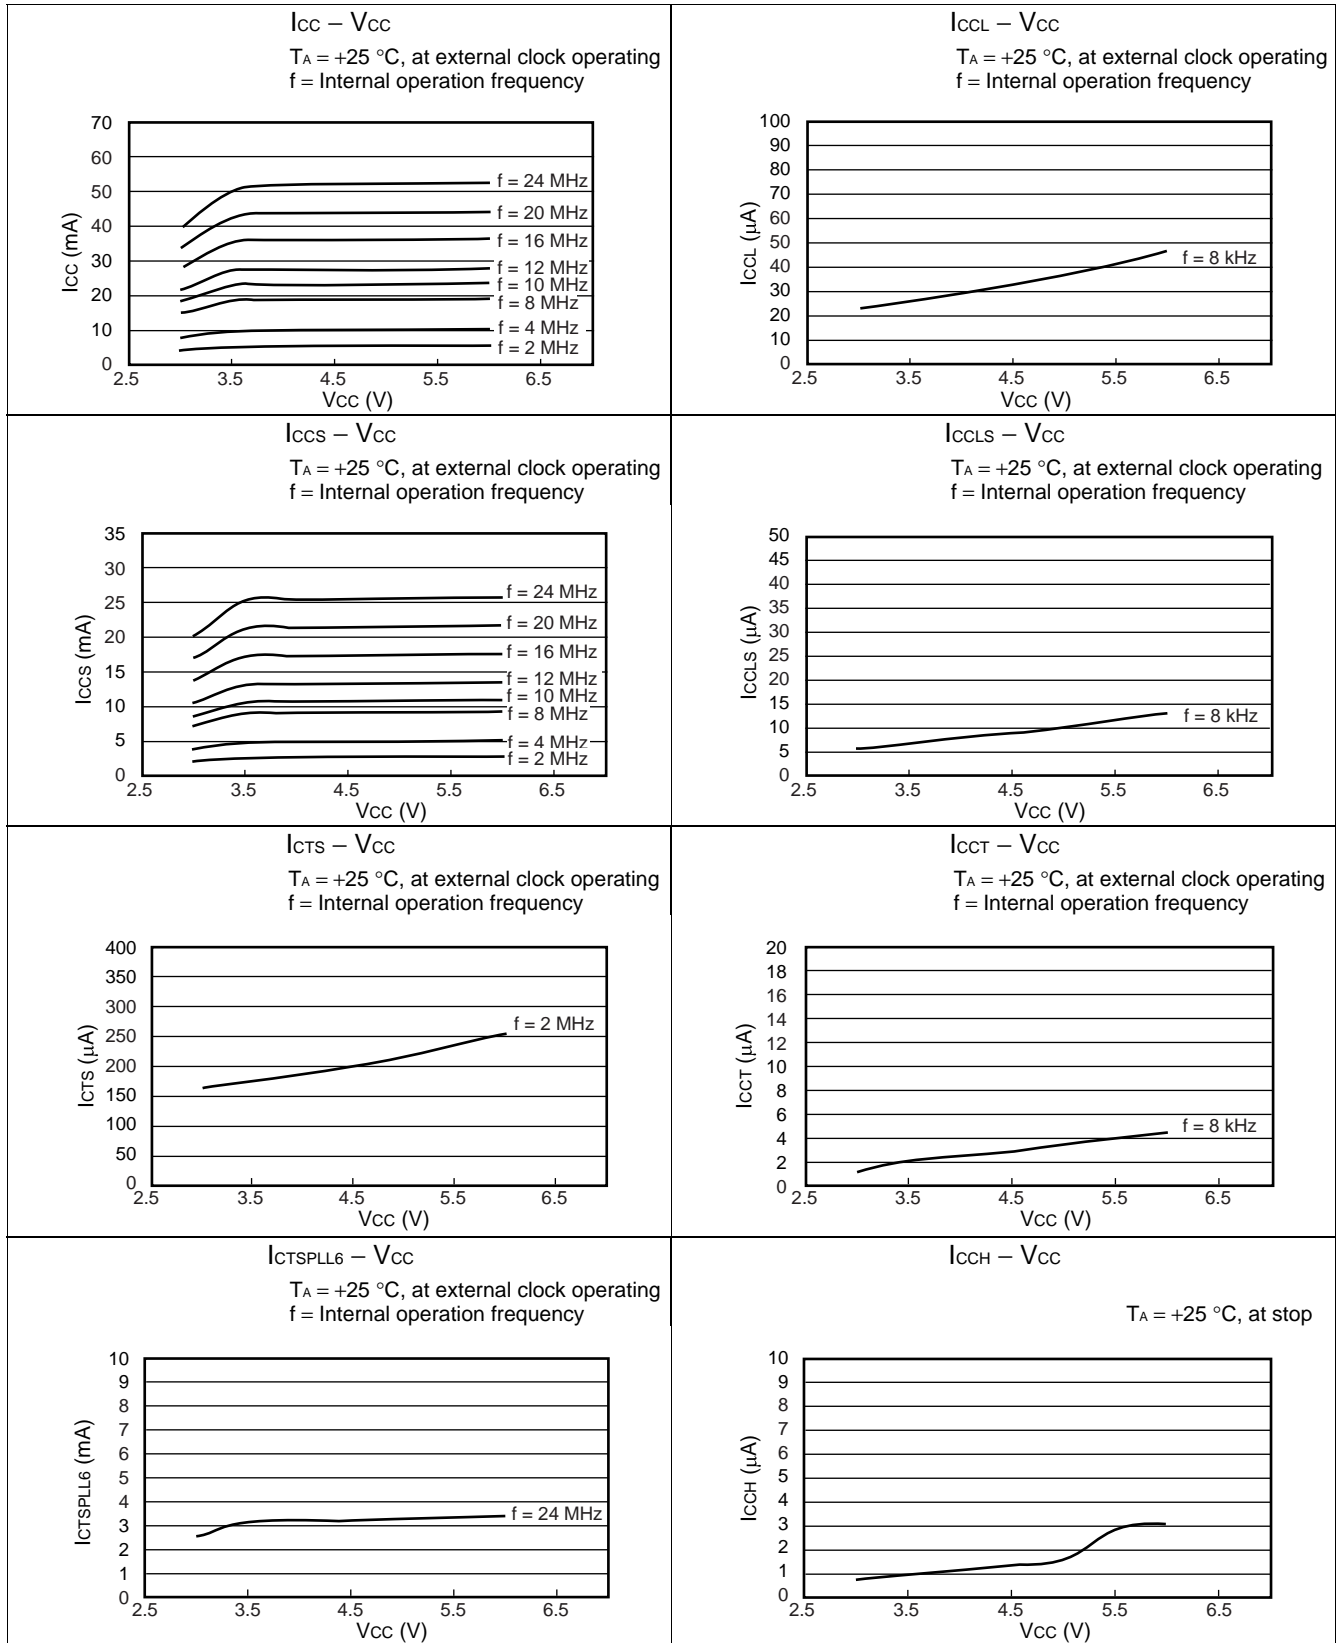 ICC – VCC
TA = +25 °C, at external clock operating
f = Internal operation frequency
70
60
50
40
30
20
10
0
ICC (mA)
f = 24 MHz
f = 20 MHz
f = 16 MHz
f = 12 MHz
f = 10 MHz
f = 8 MHz
f = 4 MHz
f = 2 MHz
2.5 3.5 4.5 5.5 6.5
VCC (V)
ICCL – VCC
TA = +25 °C, at external clock operating
f = Internal operation frequency
100
90
80
70
60
50
40
30
20
10
0
ICCL (μA)
f = 8 kHz
2.5 3.5 4.5 5.5 6.5
VCC (V)
ICCS – VCC
TA = +25 °C, at external clock operating
f = Internal operation frequency
35
30
25
20
15
10
5
0
ICCS (mA)
f = 24 MHz
f = 20 MHz
f = 16 MHz
f = 12 MHz
f = 10 MHz
f = 8 MHz
f = 4 MHz
f = 2 MHz
2.5 3.5 4.5 5.5 6.5
VCC (V)
ICCLS – VCC
TA = +25 °C, at external clock operating
f = Internal operation frequency
50
45
40
35
30
25
20
15
10
5
0
ICCLS (μA)
f = 8 kHz
2.5 3.5 4.5 5.5 6.5
VCC (V)
ICTS – VCC
TA = +25 °C, at external clock operating
f = Internal operation frequency
400
350
300
250
200
150
100
50
0
ICTS (μA)
f = 2 MHz
2.5 3.5 4.5 5.5 6.5
VCC (V)
ICCT – VCC
TA = +25 °C, at external clock operating
f = Internal operation frequency
20
18
16
14
12
10
8
6
4
2
0
ICCT (μA)
f = 8 kHz
2.5 3.5 4.5 5.5 6.5
VCC (V)
ICTSPLL6 – VCC
TA = +25 °C, at external clock operating
f = Internal operation frequency
10
9
8
7
6
5
4
3
2
1
0
ICTSPLL6 (mA)
f = 24 MHz
2.5 3.5 4.5 5.5 6.5
VCC (V)
ICCH – VCC
TA = +25 °C, at stop
10
9
8
7
6
5
4
3
2
1
0
ICCH (μA)
2.5 3.5 4.5 5.5 6.5
VCC (V)